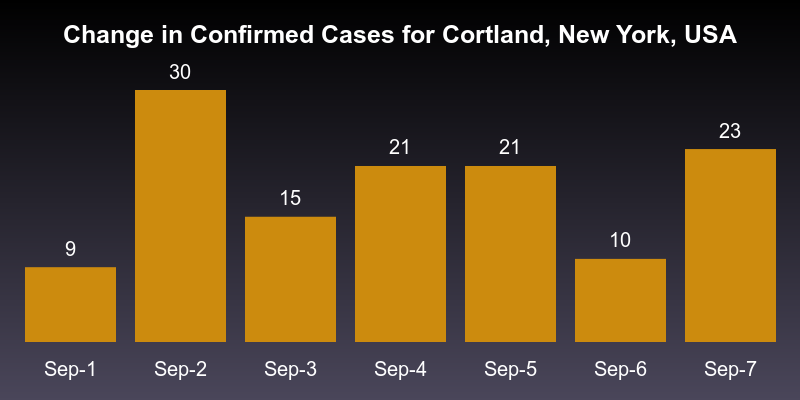 Change in Confirmed Cases for Cortland, New York, USA
30
23
21
21
15
10
9
Sep-1
Sep-2
Sep-3
Sep-4
Sep-5
Sep-6
Sep-7